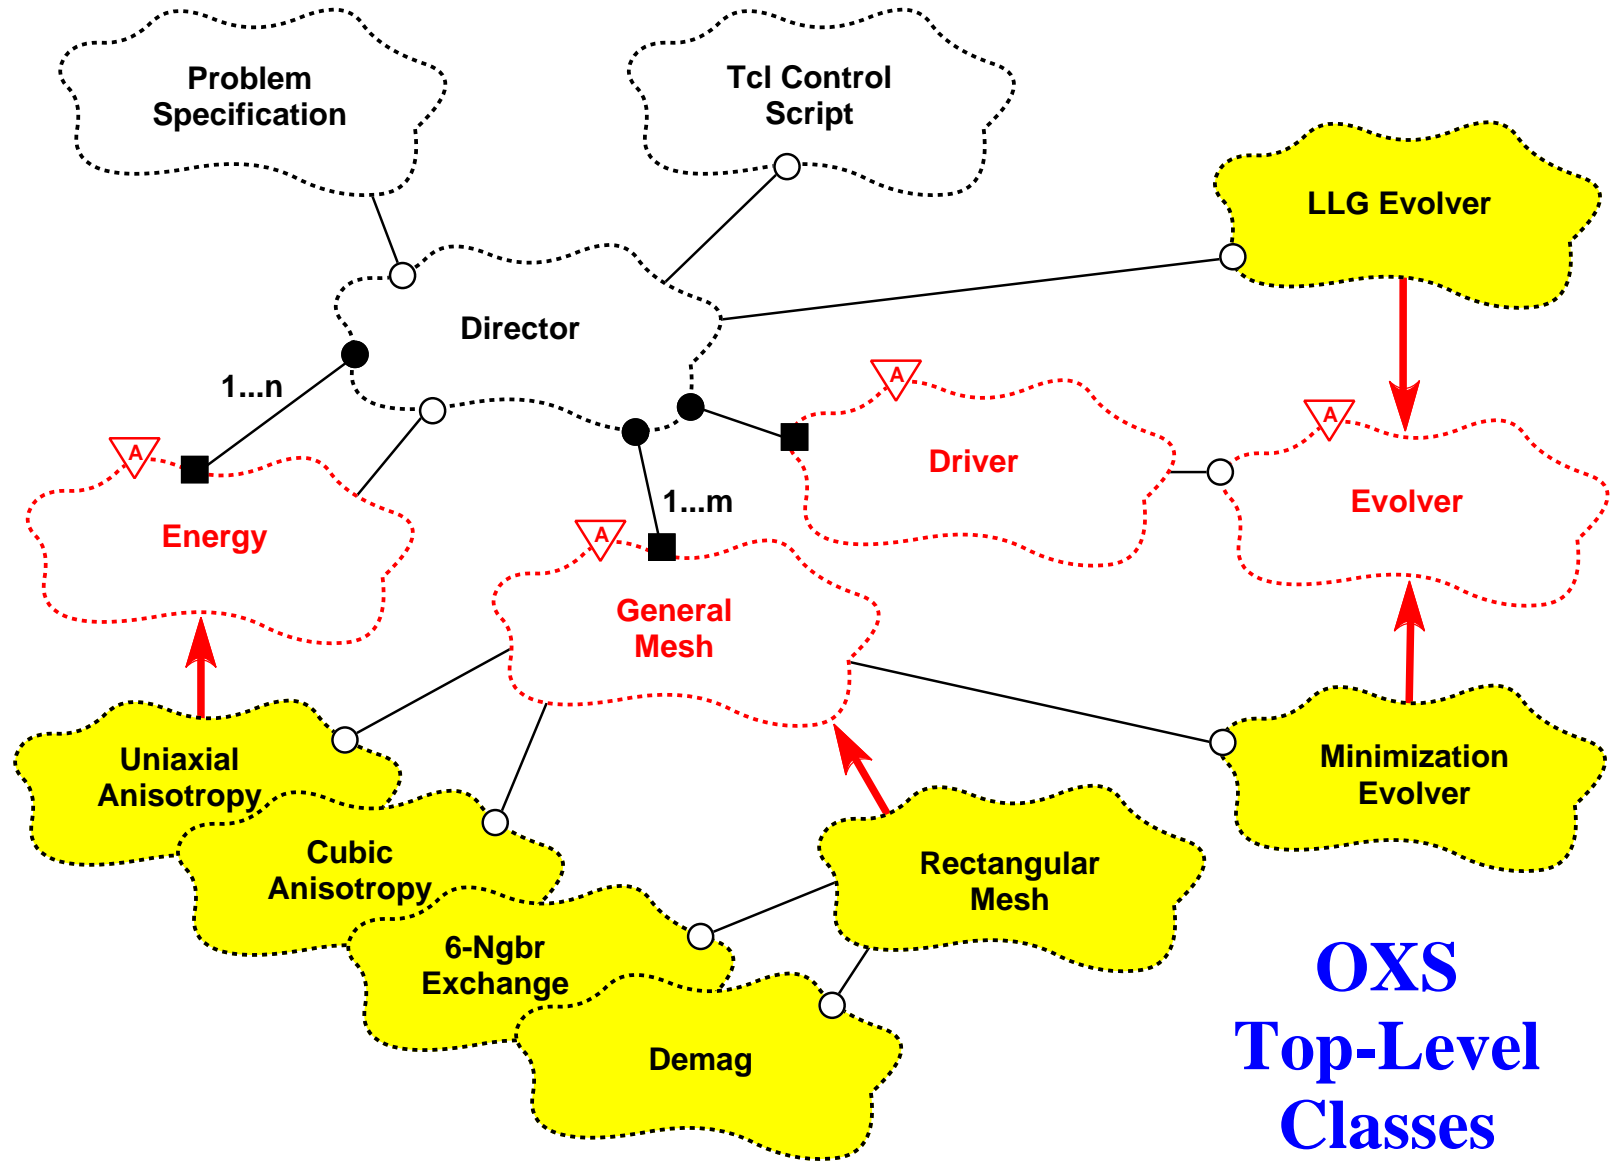 Problem
Specification
Tcl Control
Script
LLG Evolver
Director
1...n
A
A
A
Driver
Evolver
1...m
A
Energy
General
Mesh
Uniaxial
Anisotropy
Minimization
Evolver
Cubic
Anisotropy
Rectangular
Mesh
6-Ngbr
Exchange
Demag
OXS
Top-Level
Classes